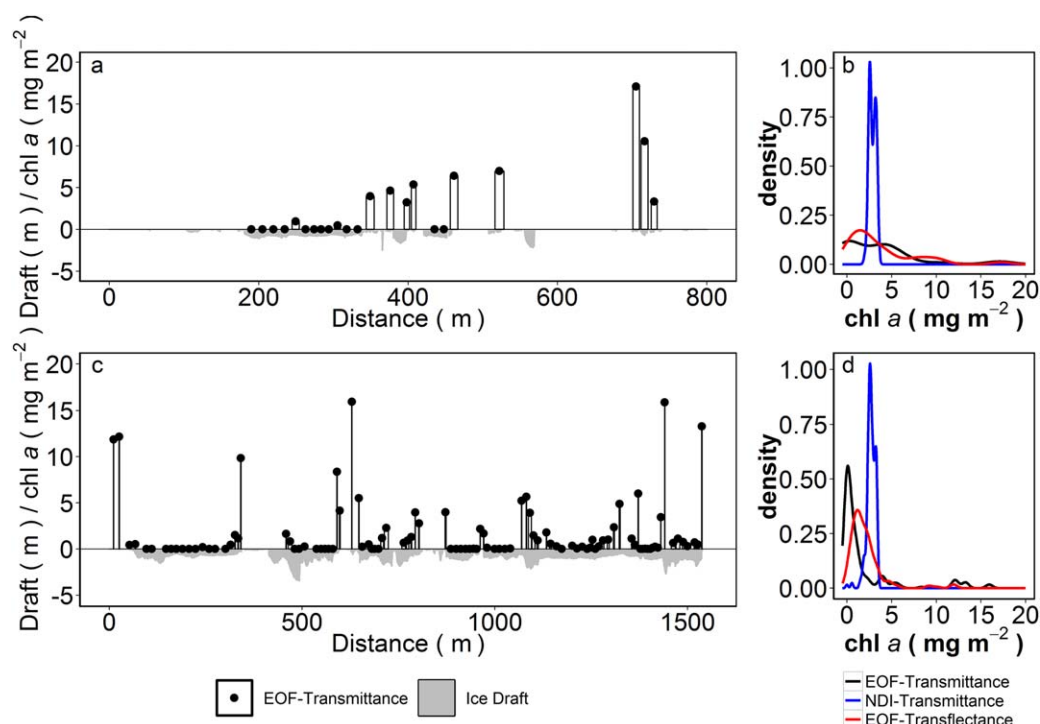 a
Draft ( m ) / chl a ( mg m−2 )
20
15
10
5
0
-5
0
200
400
600
800
Distance ( m )
b
density
1.00
0.75
0.50
0.25
0.00
0
5
10
15
20
chl a ( mg m−2 )
c
Draft ( m ) / chl a ( mg m−2 )
20
15
10
5
0
-5
0
500
1000
1500
Distance ( m )
d
density
1.00
0.75
0.50
0.25
0.00
0
5
10
15
20
chl a ( mg m−2 )
EOF-Transmittance
Ice Draft
EOF-Transmittance
NDI-Transmittance
EOF-Transflectance